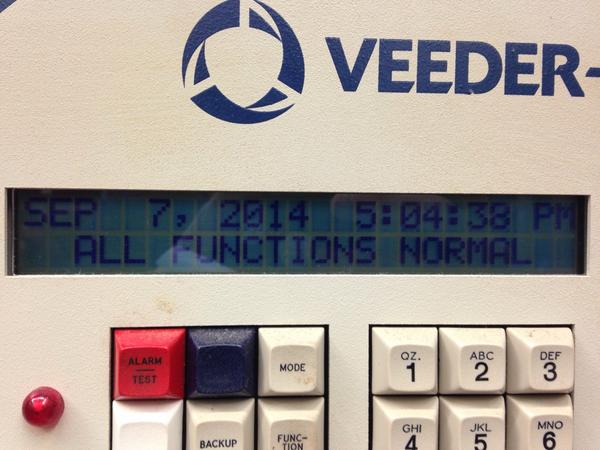 VEEDER-
SEP 7, 2014 5:04:38 PM
ALL FUNCTIONS NORMAL
ALARM
TEST
MODE
QZ.
1
ABC
2
DEF
3
BACKUP
FUNC-
TION
GHI
4
JKL
5
MNO
6